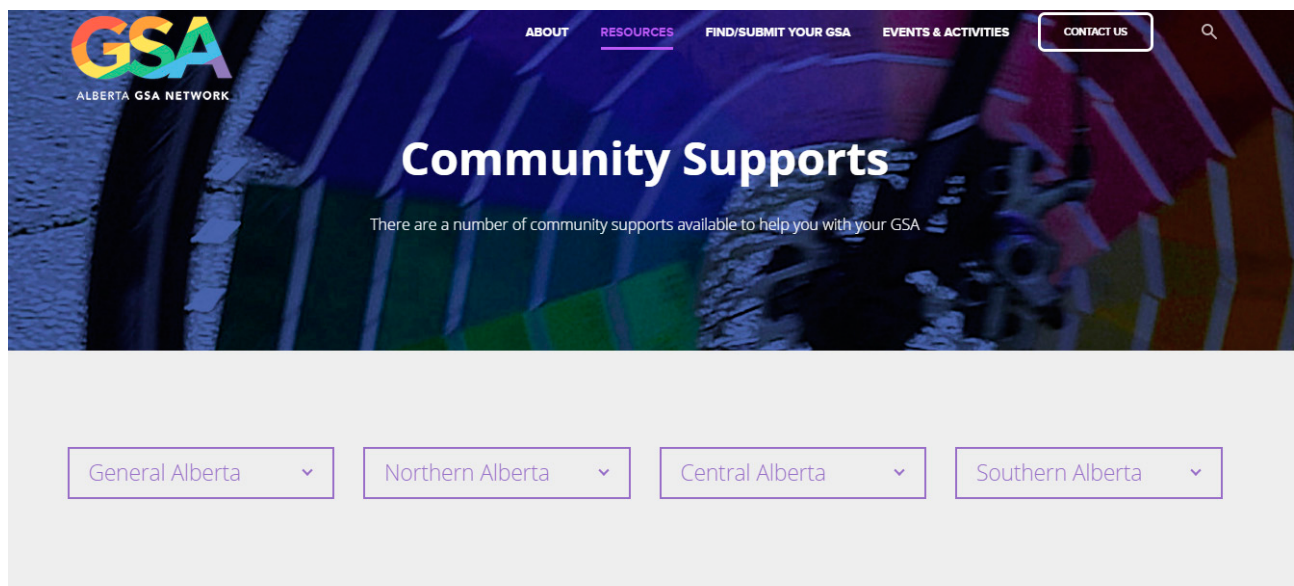 GSA
ALBERTA GSA NETWORK
ABOUT RESOURCES FIND/SUBMIT YOUR GSA EVENTS & ACTIVITIES CONTACT US
Community Supports
There are a number of community supports available to help you with your GSA
General Alberta Northern Alberta Central Alberta Southern Alberta